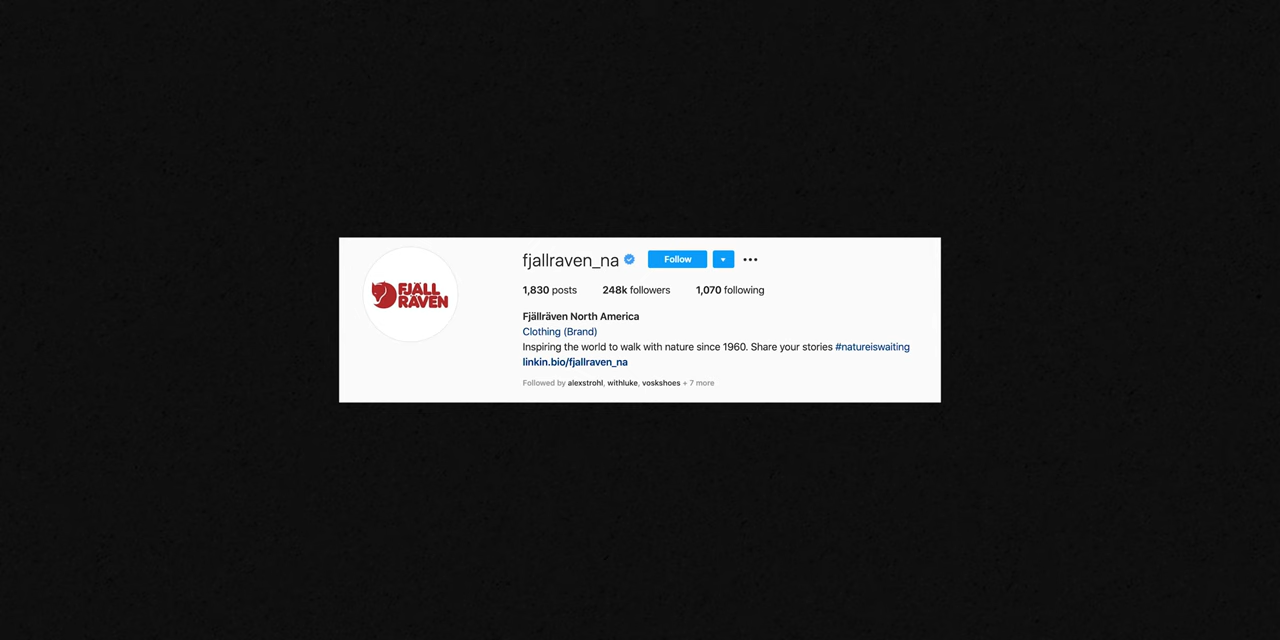 FJÄLL
RÄVEN
fjallraven_na Follow
1,830 posts 248k followers 1,070 following
Fjällräven North America
Clothing (Brand)
Inspiring the world to walk with nature since 1960. Share your stories #natureiswaiting
linkin.bio/fjallraven_na
Followed by alexstrohl, withluke, voskshoes + 7 more